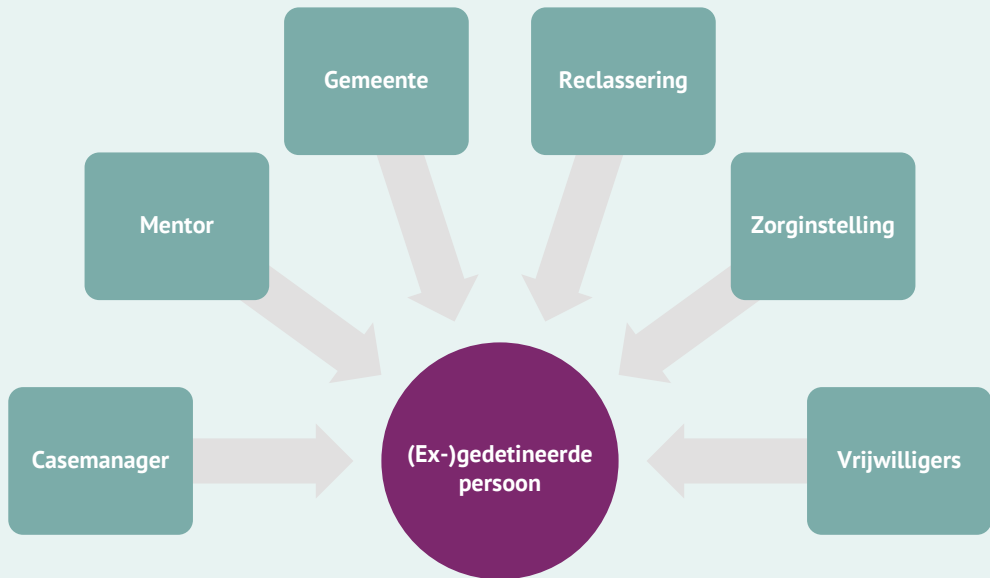 Gemeente
Reclassering
Mentor
Zorginstelling
Casemanager
(Ex-)gedetineerde
persoon
Vrijwilligers